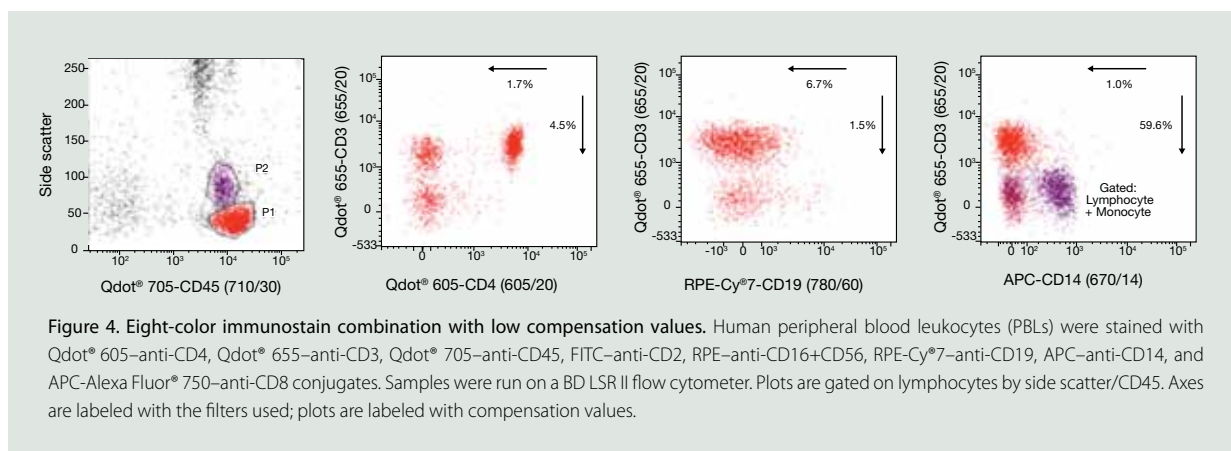 Side scatter
250
200
150
100
50
0
P2
P1
10²
10³
10⁴
10⁵
Qdot® 705-CD45 (710/30)
Qdot® 655-CD3 (655/20)
10⁵
10⁴
10³
0
-533
1.7%
4.5%
0
10³
10⁴
10⁵
Qdot® 605-CD4 (605/20)
Qdot® 655-CD3 (655/20)
10⁵
10⁴
10³
0
-533
6.7%
1.5%
-10³
0
10³
10⁴
10⁵
RPE-Cy®7-CD19 (780/60)
Qdot® 655-CD3 (655/20)
10⁵
10⁴
10³
0
-533
1.0%
59.6%
Gated:
Lymphocyte
+ Monocyte
0
10²
10³
10⁴
10⁵
APC-CD14 (670/14)
Figure 4. Eight-color immunostain combination with low compensation values. Human peripheral blood leukocytes (PBLs) were stained with
Qdot® 605–anti-CD4, Qdot® 655–anti-CD3, Qdot® 705–anti-CD45, FITC–anti-CD2, RPE–anti-CD16+CD56, RPE-Cy®7–anti-CD19, APC–anti-CD14, and
APC-Alexa Fluor® 750–anti-CD8 conjugates. Samples were run on a BD LSR II flow cytometer. Plots are gated on lymphocytes by side scatter/CD45. Axes
are labeled with the filters used; plots are labeled with compensation values.